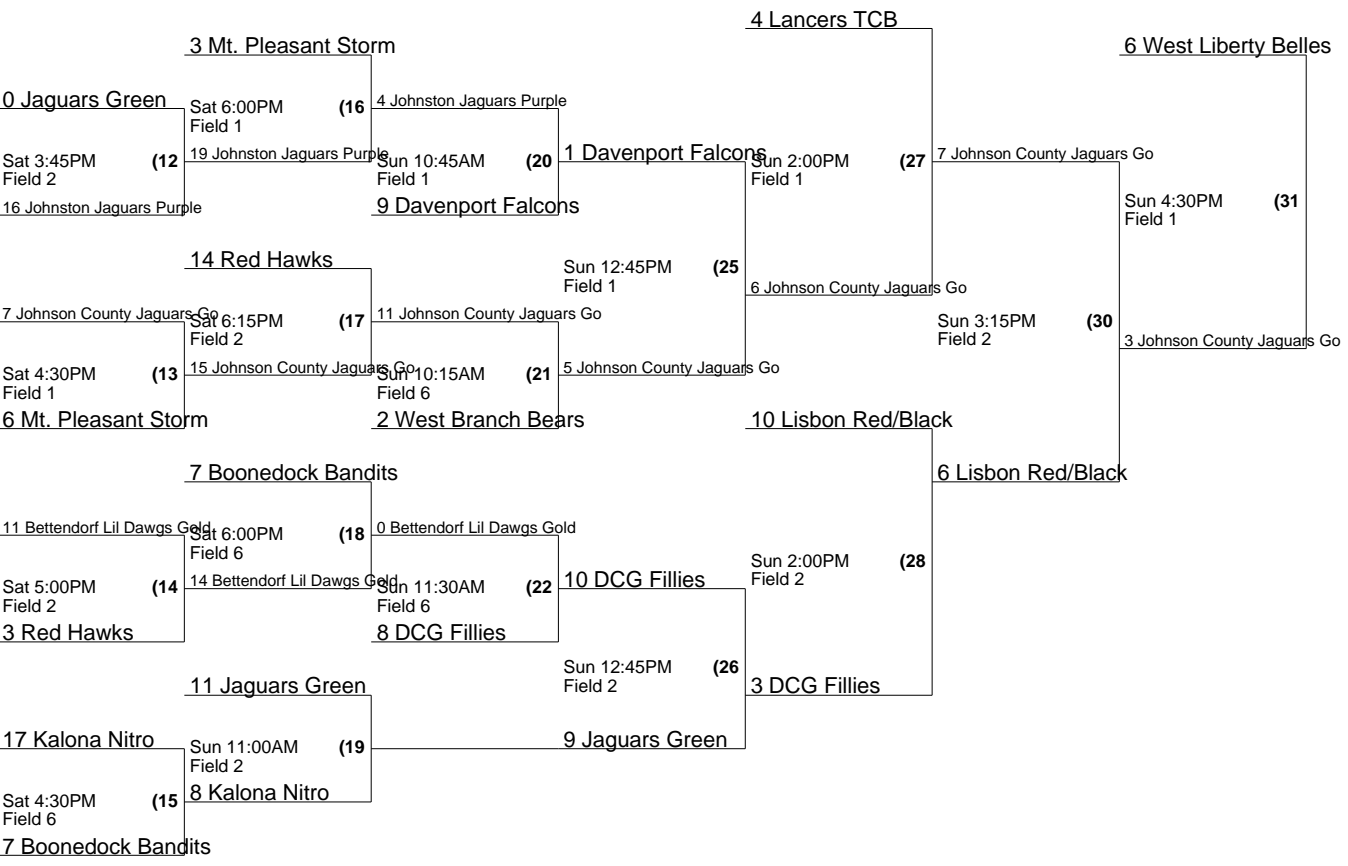 4 Lancers TCB
3 Mt. Pleasant Storm
6 West Liberty Belles
0 Jaguars Green
Sat 6:00PM (16
Field 1
4 Johnston Jaguars Purple
Sat 3:45PM (12
Field 2
19 Johnston Jaguars Purple
Sun 10:45AM (20
Field 1
1 Davenport Falcons
Sun 2:00PM (27
Field 1
7 Johnson County Jaguars Go
16 Johnston Jaguars Purple
9 Davenport Falcons
Sun 4:30PM (31
Field 1
14 Red Hawks
Sun 12:45PM (25
Field 1
6 Johnson County Jaguars Go
7 Johnson County Jaguars Go
Sat 6:15PM (17
Field 2
11 Johnson County Jaguars Go
Sun 3:15PM (30
Field 2
3 Johnson County Jaguars Go
Sat 4:30PM (13
Field 1
15 Johnson County Jaguars Go
Sun 10:15AM (21
Field 6
5 Johnson County Jaguars Go
6 Mt. Pleasant Storm
2 West Branch Bears
10 Lisbon Red/Black
7 Boonedock Bandits
6 Lisbon Red/Black
11 Bettendorf Lil Dawgs Gold
Sat 6:00PM (18
Field 6
0 Bettendorf Lil Dawgs Gold
Sun 2:00PM (28
Field 2
Sat 5:00PM (14
Field 2
14 Bettendorf Lil Dawgs Gold
Sun 11:30AM (22
Field 6
10 DCG Fillies
3 Red Hawks
8 DCG Fillies
Sun 12:45PM (26
Field 2
11 Jaguars Green
3 DCG Fillies
17 Kalona Nitro
Sun 11:00AM (19
Field 2
9 Jaguars Green
Sat 4:30PM (15
Field 6
8 Kalona Nitro
7 Boonedock Bandits